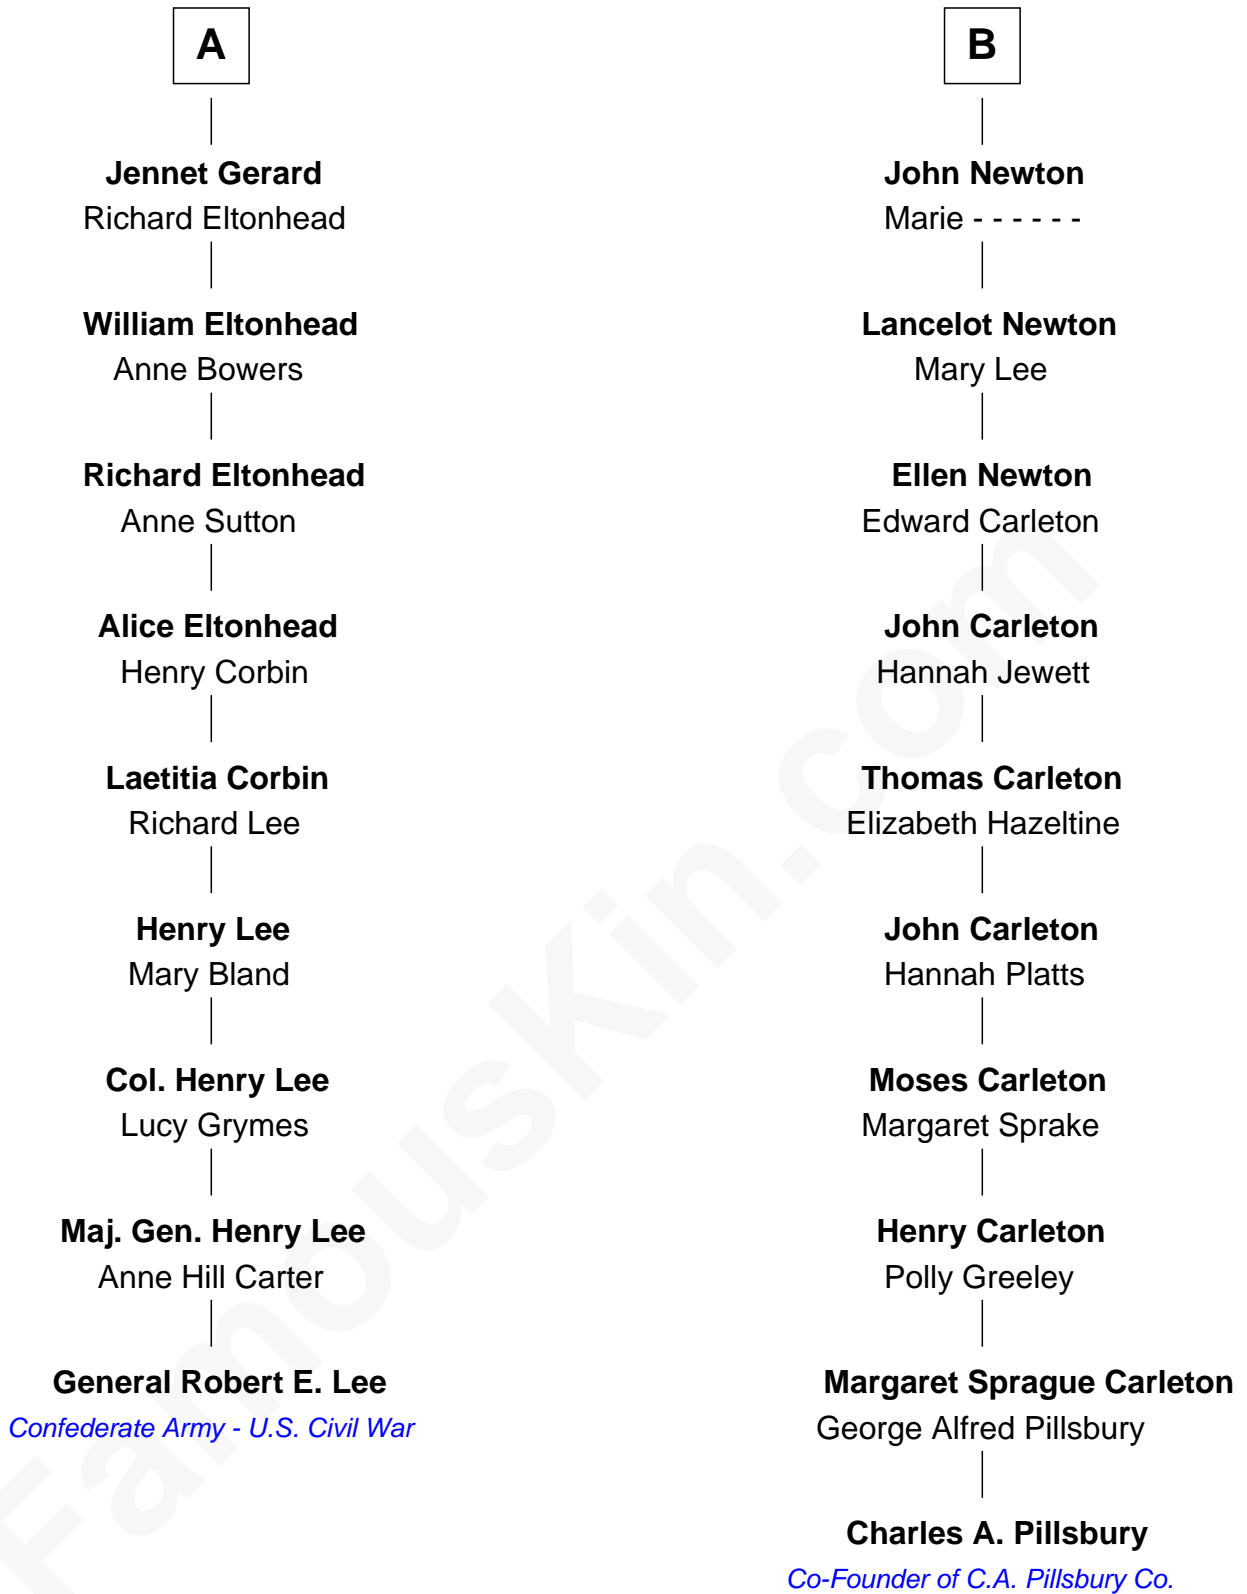 A
Jennet Gerard
Richard Eltonhead
William Eltonhead
Anne Bowers
Richard Eltonhead
Anne Sutton
Alice Eltonhead
Henry Corbin
Laetitia Corbin
Richard Lee
Henry Lee
Mary Bland
Col. Henry Lee
Lucy Grymes
Maj. Gen. Henry Lee
Anne Hill Carter
General Robert E. Lee
Confederate Army - U.S. Civil War
B
John Newton
Marie - - - - - -
Lancelot Newton
Mary Lee
Ellen Newton
Edward Carleton
John Carleton
Hannah Jewett
Thomas Carleton
Elizabeth Hazeltine
John Carleton
Hannah Platts
Moses Carleton
Margaret Sprake
Henry Carleton
Polly Greeley
Margaret Sprague Carleton
George Alfred Pillsbury
Charles A. Pillsbury
Co-Founder of C.A. Pillsbury Co.
FamousKin.com